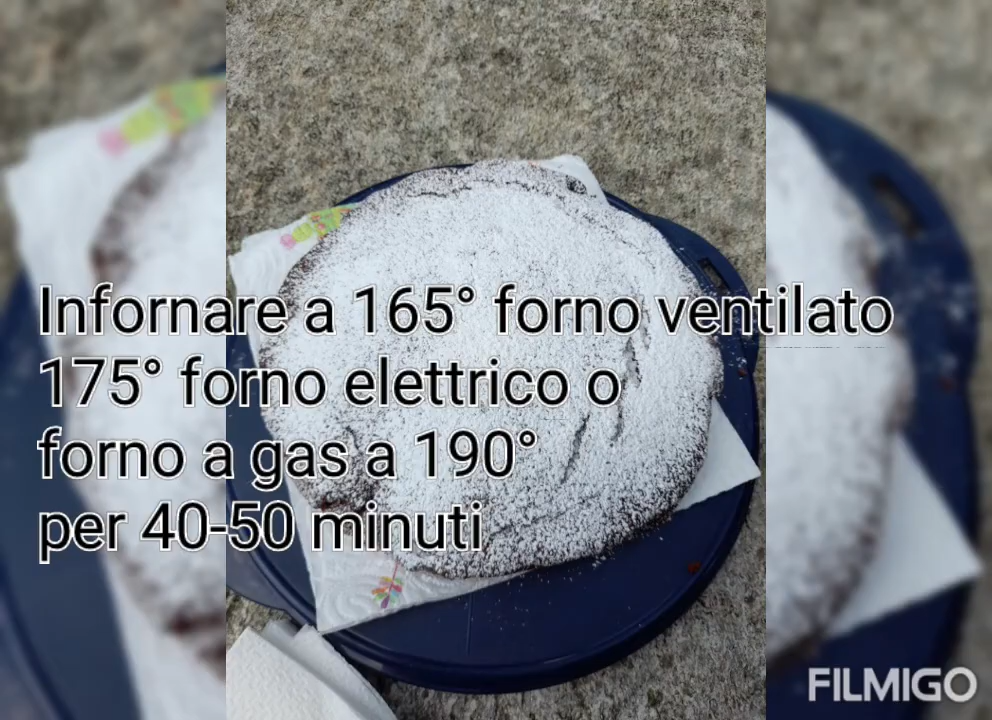 Infornare a 165° forno ventilato
175° forno elettrico o
forno a gas a 190°
per 40-50 minuti
FILMIGO